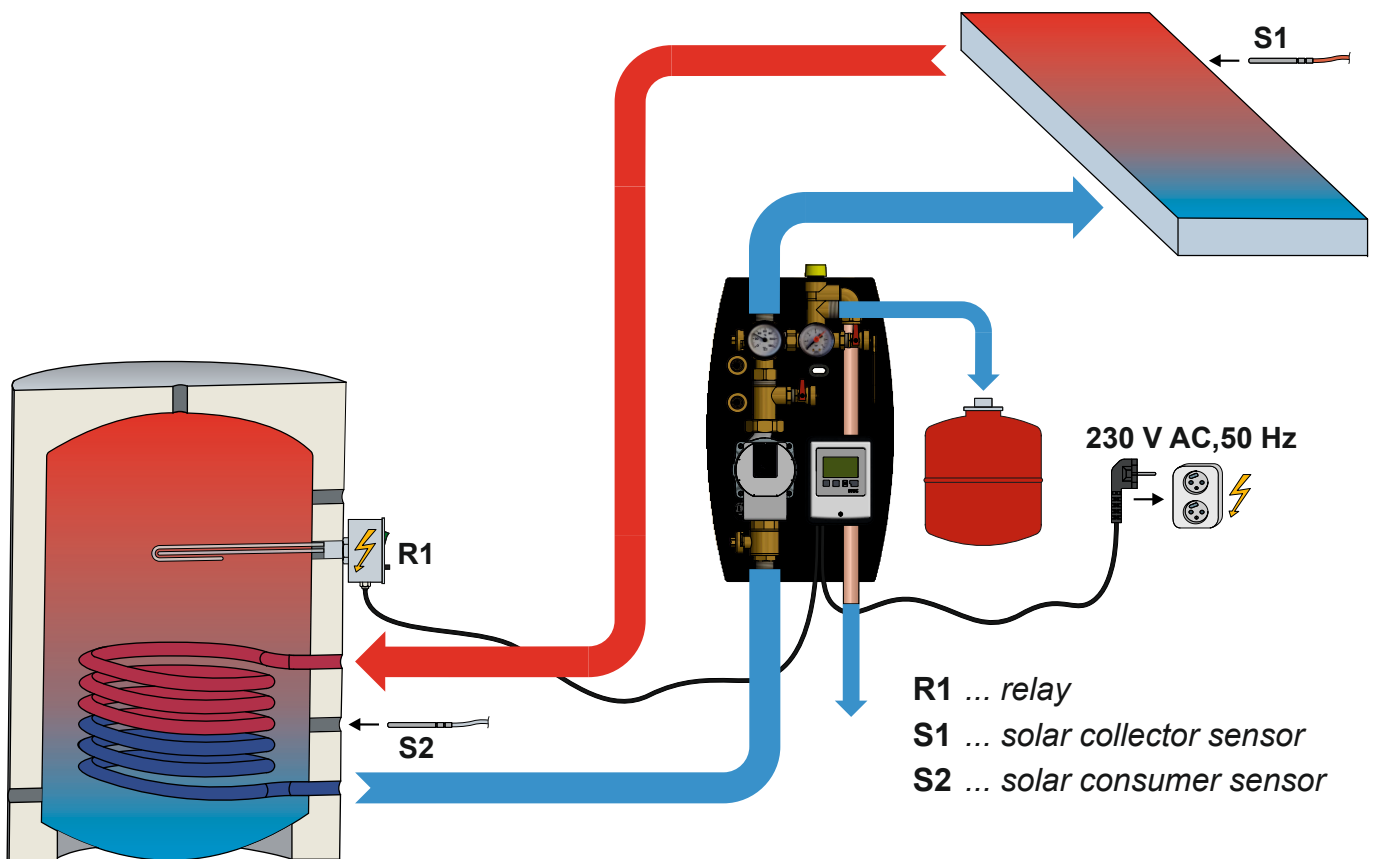 S1
230 V AC,50 Hz
R1
S2
R1 ... relay
S1 ... solar collector sensor
S2 ... solar consumer sensor